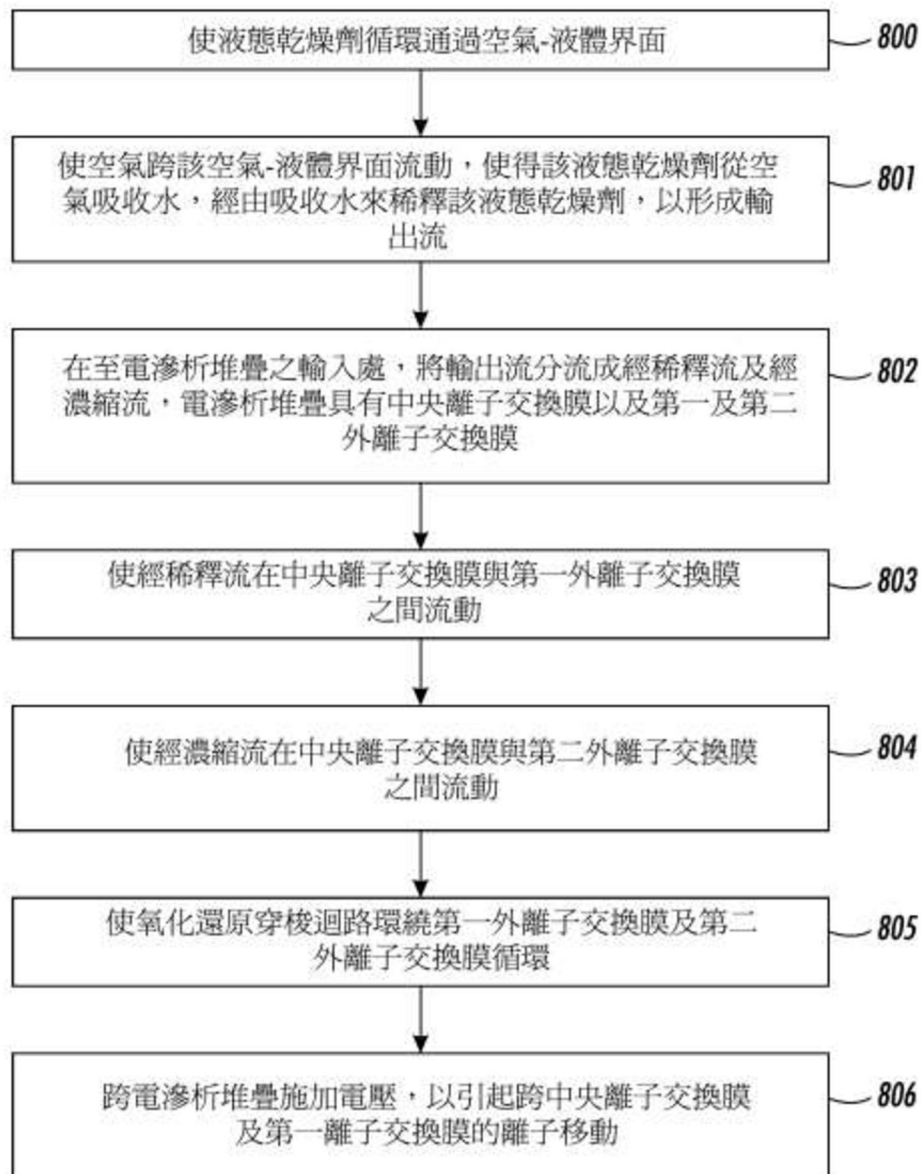 使液態乾燥劑循環通過空氣-液體界面
800
使空氣跨該空氣-液體界面流動，使得該液態乾燥劑從空
氣吸收水，經由吸收水來稀釋該液態乾燥劑，以形成輸
出流
801
在至電滲析堆疊之輸入處，將輸出流分流成經稀釋流及經
濃縮流，電滲析堆疊具有中央離子交換膜以及第一及第二
外離子交換膜
802
使經稀釋流在中央離子交換膜與第一外離子交換膜
之間流動
803
使經濃縮流在中央離子交換膜與第二外離子交換膜
之間流動
804
使氧化還原穿梭迴路環繞第一外離子交換膜及第二
外離子交換膜循環
805
跨電滲析堆疊施加電壓，以引起跨中央離子交換膜
及第一離子交換膜的離子移動
806